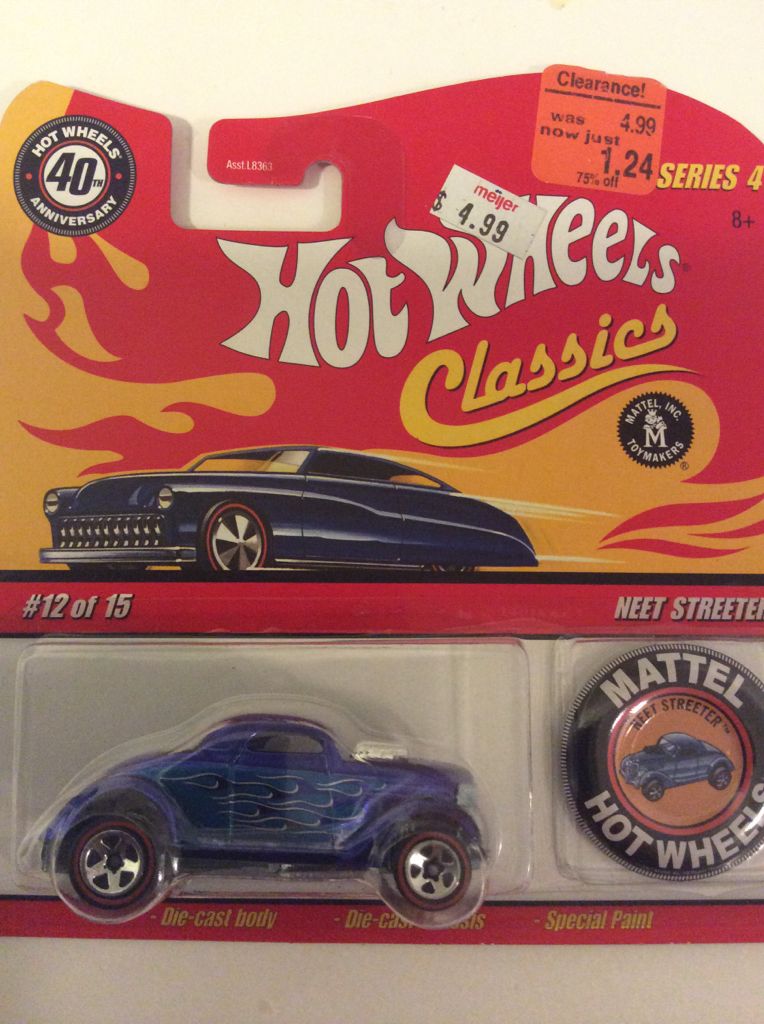 HOT WHEELS®
40TH
ANNIVERSARY
Asst.L8363
Clearance!
was 4.99
now just
1.24
75% off
SERIES 4
8+
meijer
$ 4.99
Hot Wheels®
Classics
MATTEL, INC.
M
TOYMAKERS
®
#12 of 15
NEET STREETER
MATTEL
NEET STREETER™
HOT WHEELS
- Die-cast body
- Special Paint